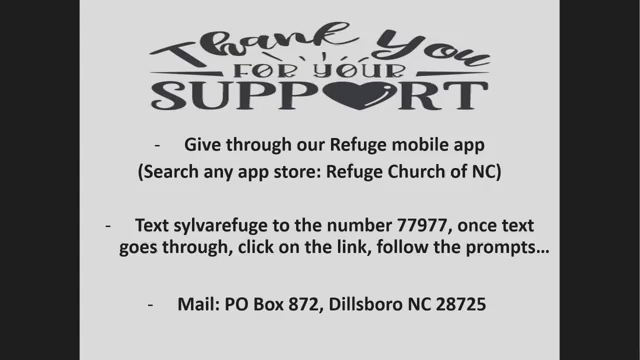 Thank You
FOR YOUR
SUPPORT
- Give through our Refuge mobile app
(Search any app store: Refuge Church of NC)
- Text sylvarefuge to the number 77977, once text
goes through, click on the link, follow the prompts…
- Mail: PO Box 872, Dillsboro NC 28725